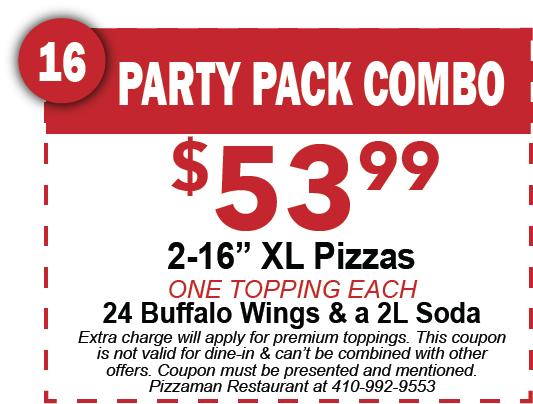 16
PARTY PACK COMBO
$53.99
2-16” XL Pizzas
ONE TOPPING EACH
24 Buffalo Wings & a 2L Soda
Extra charge will apply for premium toppings. This coupon
is not valid for dine-in & can’t be combined with other
offers. Coupon must be presented and mentioned.
Pizzaman Restaurant at 410-992-9553